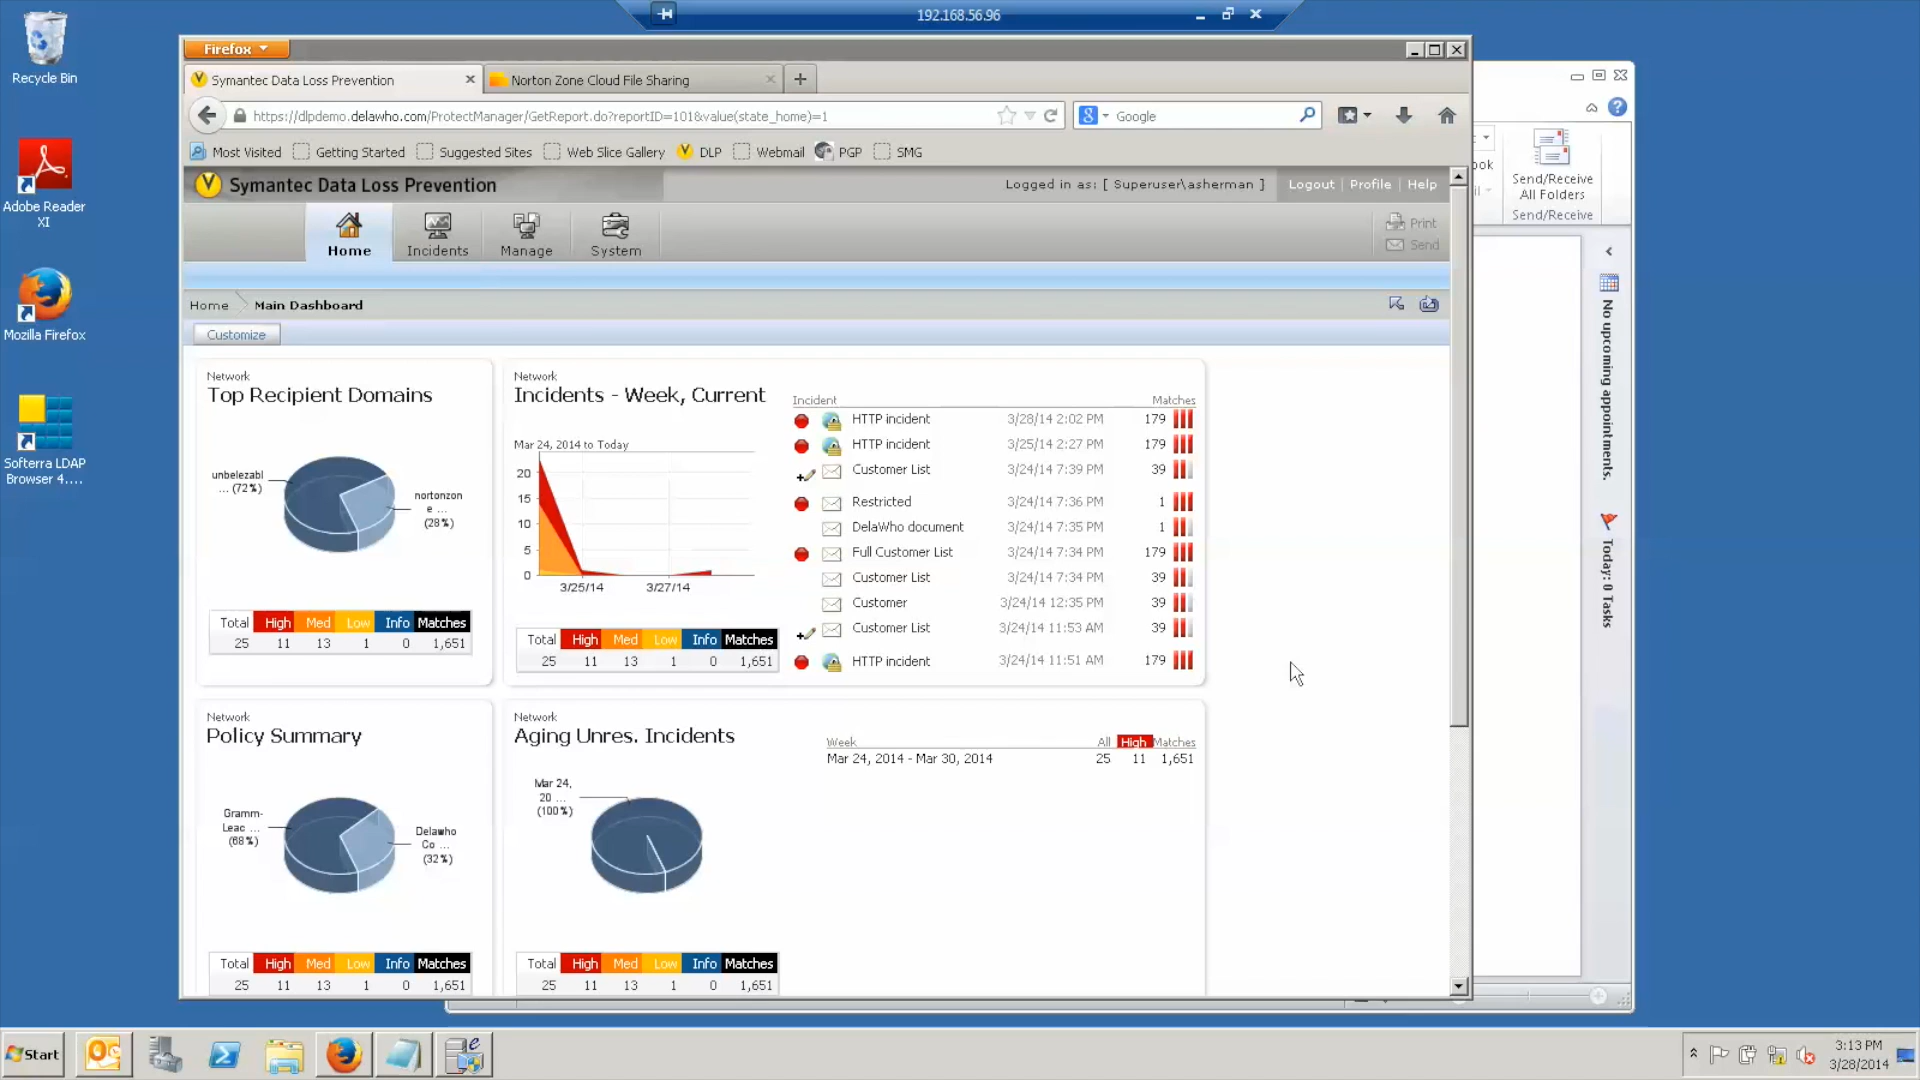 192.168.56.96
Recycle Bin
Adobe Reader
XI
Mozilla Firefox
Softerra LDAP
Browser 4....
Firefox
Symantec Data Loss Prevention
Norton Zone Cloud File Sharing
https://dlpdemo.delawho.com/ProtectManager/GetReport.do?reportID=101&value(state_home)=1
Google
Most Visited
Getting Started
Suggested Sites
Web Slice Gallery
DLP
Webmail
PGP
SMG
Symantec Data Loss Prevention
Logged in as: [ Superuser\asherman ]
Logout | Profile | Help
Home
Incidents
Manage
System
Print
Send
Home
Main Dashboard
Customize
Network
Top Recipient Domains
unbelezabl
... (72%)
nortonzon
e ...
(28%)
Total High Med Low Info Matches
25 11 13 1 0 1,651
Network
Incidents - Week, Current
Mar 24, 2014 to Today
20
15
10
5
0
3/25/14
3/27/14
Total High Med Low Info Matches
25 11 13 1 0 1,651
Incident Matches
HTTP incident 3/28/14 2:02 PM 179
HTTP incident 3/25/14 2:27 PM 179
Customer List 3/24/14 7:39 PM 39
Restricted 3/24/14 7:36 PM 1
DelaWho document 3/24/14 7:35 PM 1
Full Customer List 3/24/14 7:34 PM 179
Customer List 3/24/14 7:34 PM 39
Customer 3/24/14 12:35 PM 39
Customer List 3/24/14 11:53 AM 39
HTTP incident 3/24/14 11:51 AM 179
Network
Policy Summary
Gramm-
Leac ...
(68%)
Delawho
Co ...
(32%)
Total High Med Low Info Matches
25 11 13 1 0 1,651
Network
Aging Unres. Incidents
Mar 24,
20 ...
(100%)
Total High Med Low Info Matches
25 11 13 1 0 1,651
Week All High Matches
Mar 24, 2014 - Mar 30, 2014 25 11 1,651
ook
Send/Receive
All Folders
Send/Receive
No upcoming appointments.
Today: 0 Tasks
Start
3:13 PM
3/28/2014